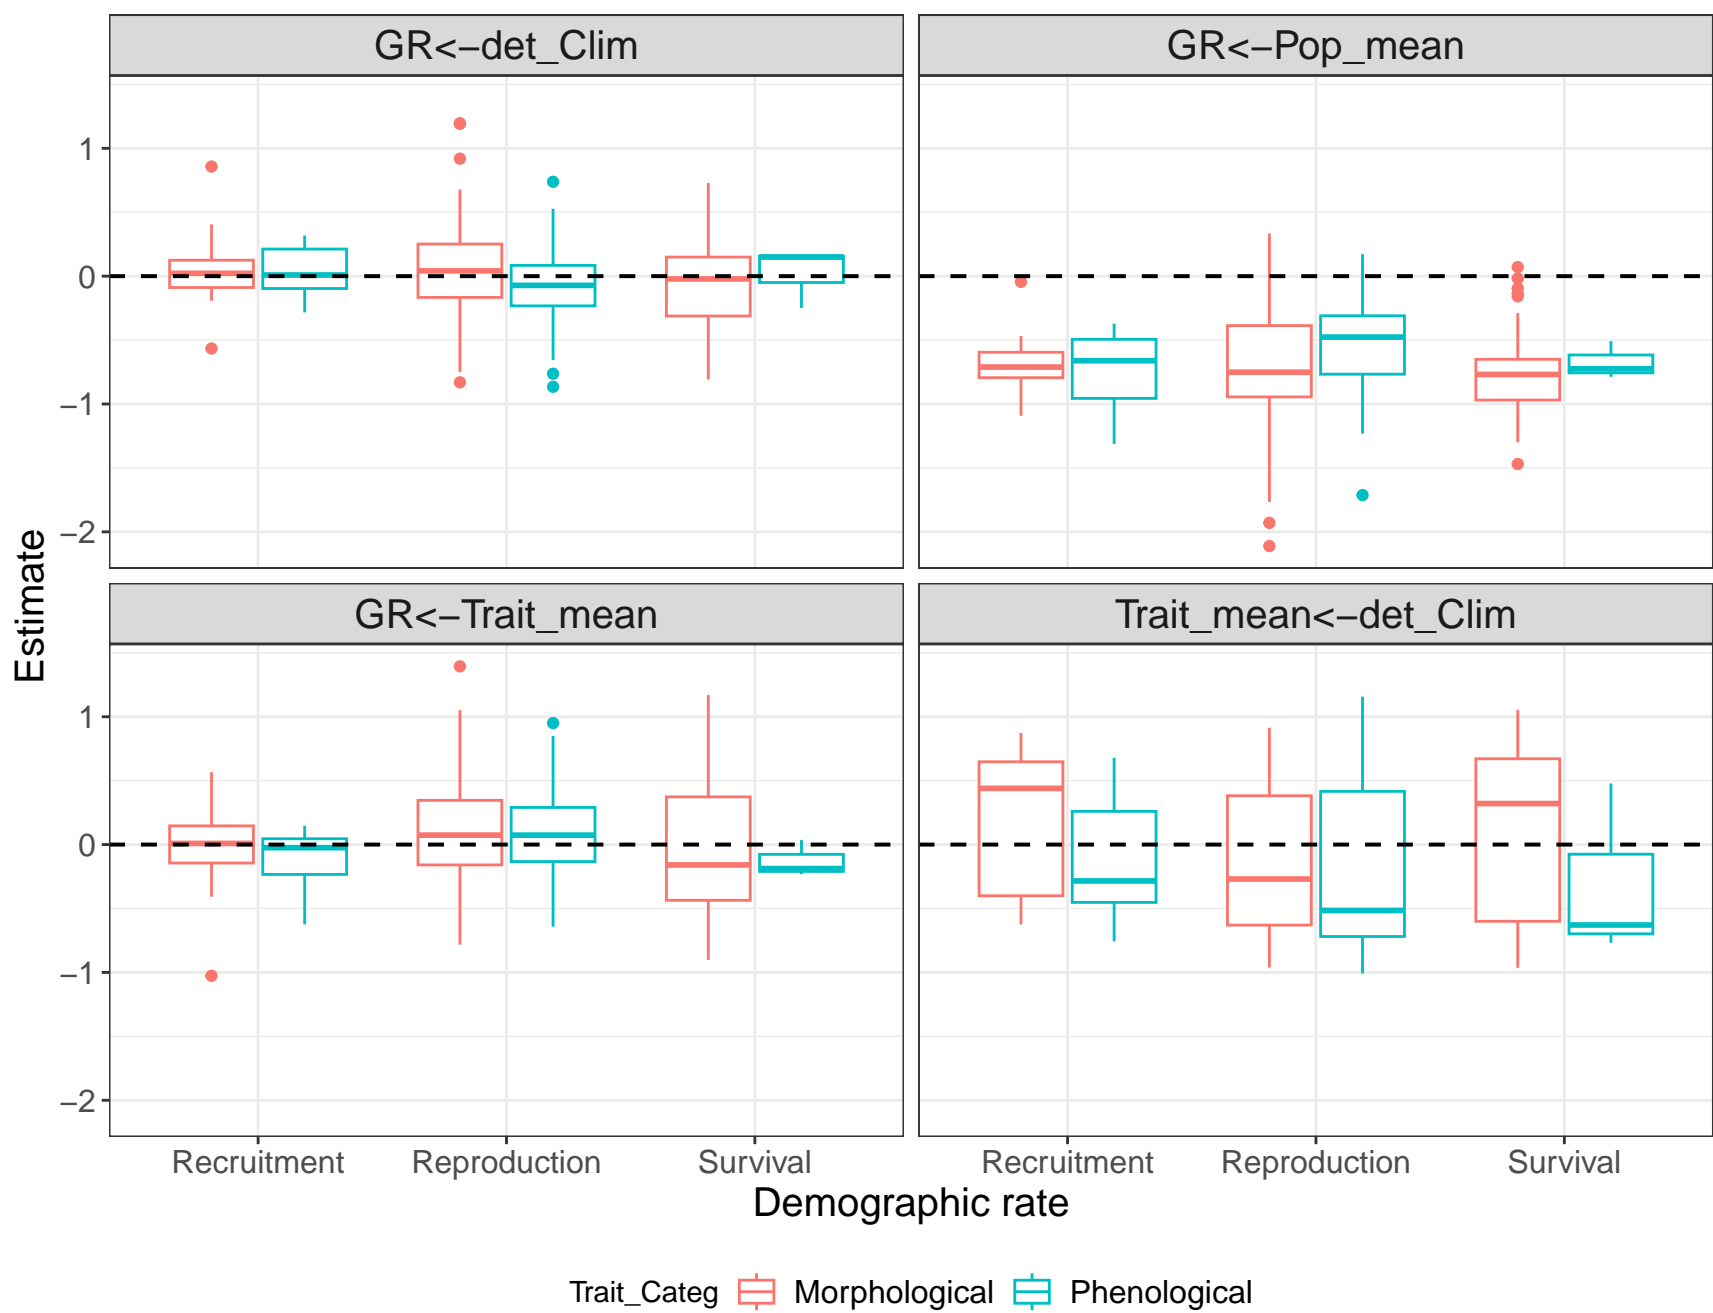 GR<−det_Clim
GR<−Pop_mean
1
0
−1
−2
GR<−Trait_mean
Trait_mean<−det_Clim
1
0
−1
−2
Estimate
Recruitment Reproduction Survival
Recruitment Reproduction Survival
Demographic rate
Trait_Categ Morphological Phenological